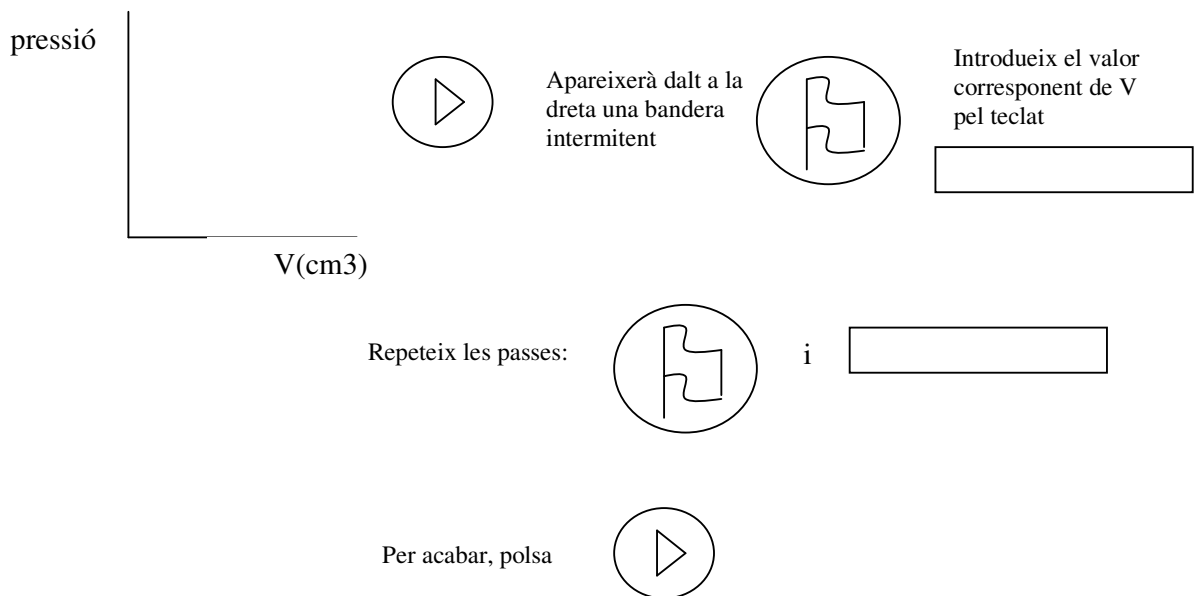 pressió
Apareixerà dalt a la
dreta una bandera
intermitent
Introdueix el valor
corresponent de V
pel teclat
V(cm3)
Repeteix les passes:
i
Per acabar, polsa